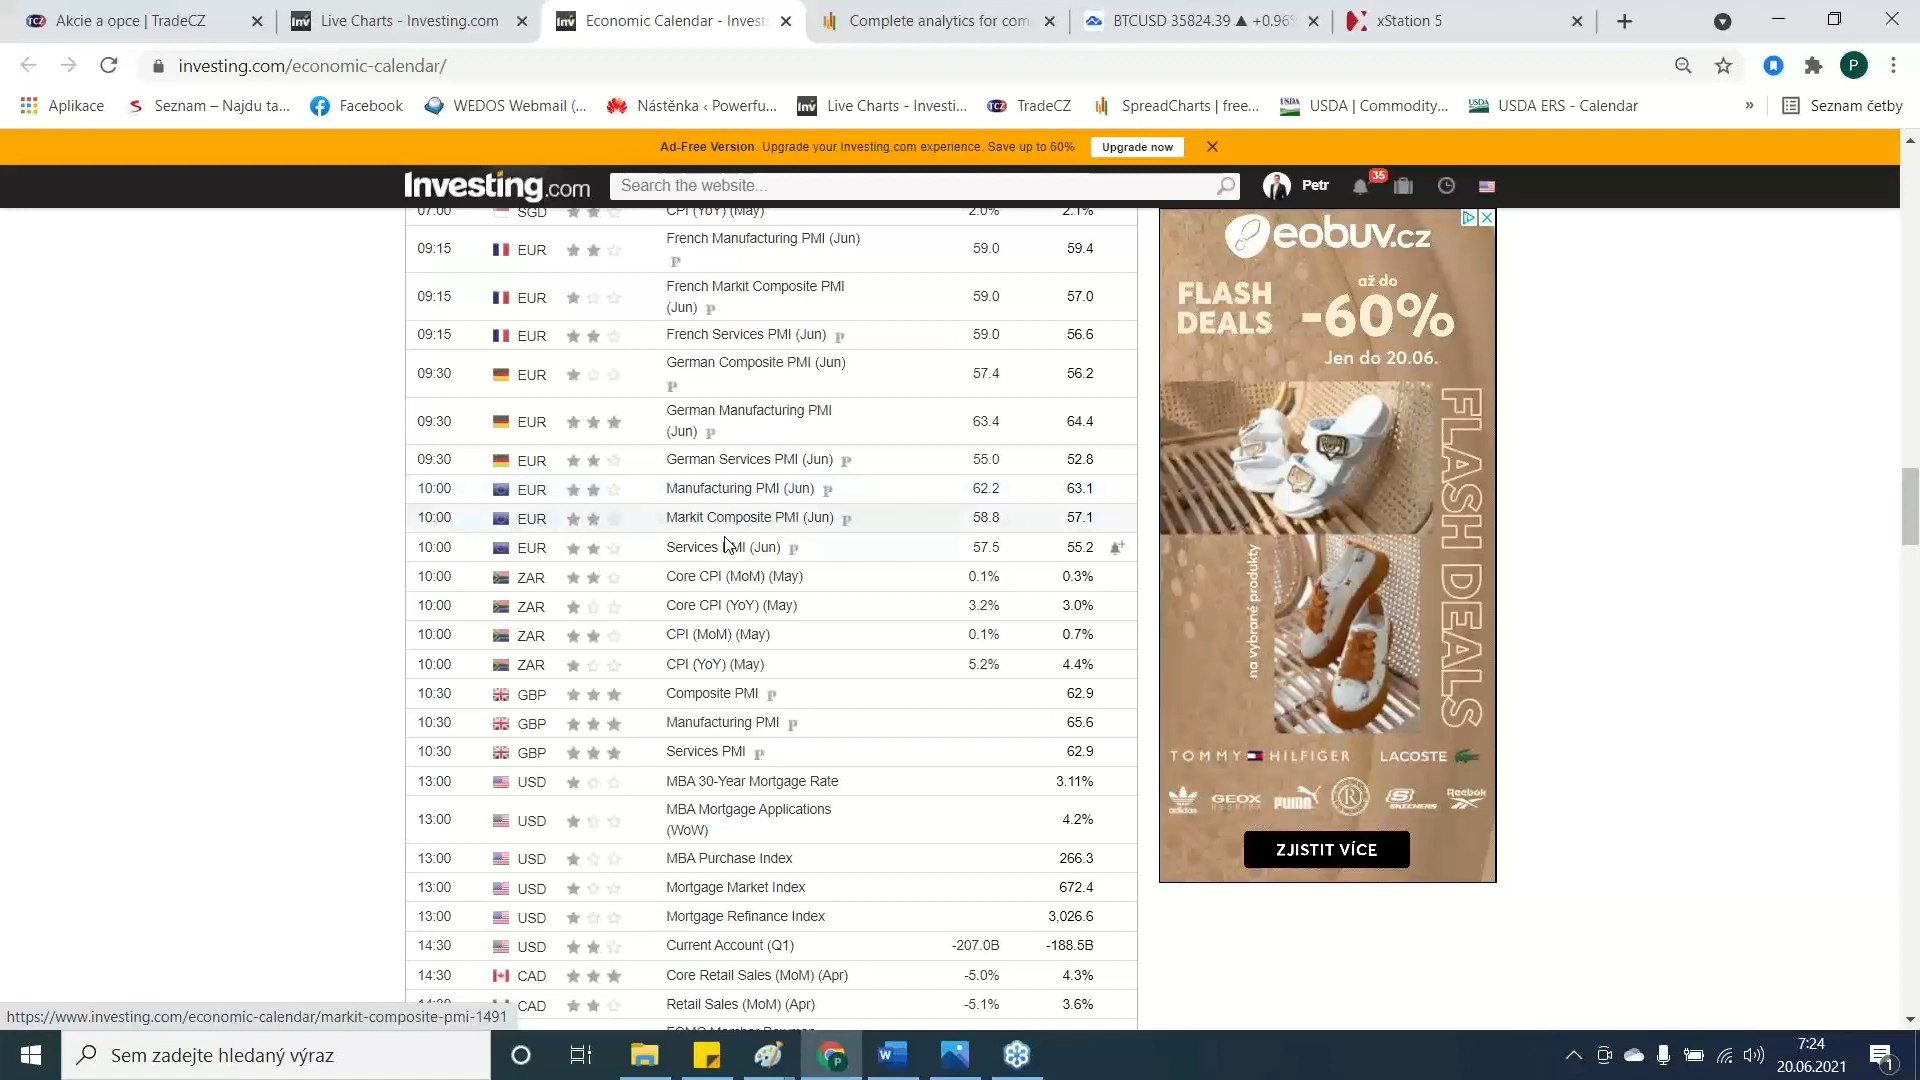 Akcie a opce | TradeCZ
Live Charts - Investing.com
Economic Calendar - Invest
Complete analytics for com
BTCUSD 35824.39 ▲ +0.96%
xStation 5
investing.com/economic-calendar/
P
Aplikace
Seznam – Najdu ta...
Facebook
WEDOS Webmail (...
Nástěnka ‹ Powerfu...
Live Charts - Investi...
TradeCZ
SpreadCharts | free...
USDA | Commodity...
USDA ERS - Calendar
»
Seznam četby
Ad-Free Version. Upgrade your Investing.com experience. Save up to 60%
Upgrade now
Investing.com
Search the website...
Petr
35
07:00 SGD CPI (YoY) (May) 2.0% 2.1%
09:15 EUR French Manufacturing PMI (Jun) P 59.0 59.4
09:15 EUR French Markit Composite PMI
(Jun) P 59.0 57.0
09:15 EUR French Services PMI (Jun) P 59.0 56.6
09:30 EUR German Composite PMI (Jun) P 57.4 56.2
09:30 EUR German Manufacturing PMI
(Jun) P 63.4 64.4
09:30 EUR German Services PMI (Jun) P 55.0 52.8
10:00 EUR Manufacturing PMI (Jun) P 62.2 63.1
10:00 EUR Markit Composite PMI (Jun) P 58.8 57.1
10:00 EUR Services PMI (Jun) P 57.5 55.2
10:00 ZAR Core CPI (MoM) (May) 0.1% 0.3%
10:00 ZAR Core CPI (YoY) (May) 3.2% 3.0%
10:00 ZAR CPI (MoM) (May) 0.1% 0.7%
10:00 ZAR CPI (YoY) (May) 5.2% 4.4%
10:30 GBP Composite PMI P 62.9
10:30 GBP Manufacturing PMI P 65.6
10:30 GBP Services PMI P 62.9
13:00 USD MBA 30-Year Mortgage Rate 3.11%
13:00 USD MBA Mortgage Applications
(WoW) 4.2%
13:00 USD MBA Purchase Index 266.3
13:00 USD Mortgage Market Index 672.4
13:00 USD Mortgage Refinance Index 3,026.6
14:30 USD Current Account (Q1) -207.0B -188.5B
14:30 CAD Core Retail Sales (MoM) (Apr) -5.0% 4.3%
14:30 CAD Retail Sales (MoM) (Apr) -5.1% 3.6%
eobuv.cz
FLASH
DEALS
až do
-60%
Jen do 20.06.
FLASH DEALS
na vybrané produkty
TOMMY HILFIGER LACOSTE
adidas GEOX PUMA R SKECHERS Reebok
ZJISTIT VÍCE
https://www.investing.com/economic-calendar/markit-composite-pmi-1491
Sem zadejte hledaný výraz
7:24
20.06.2021
1